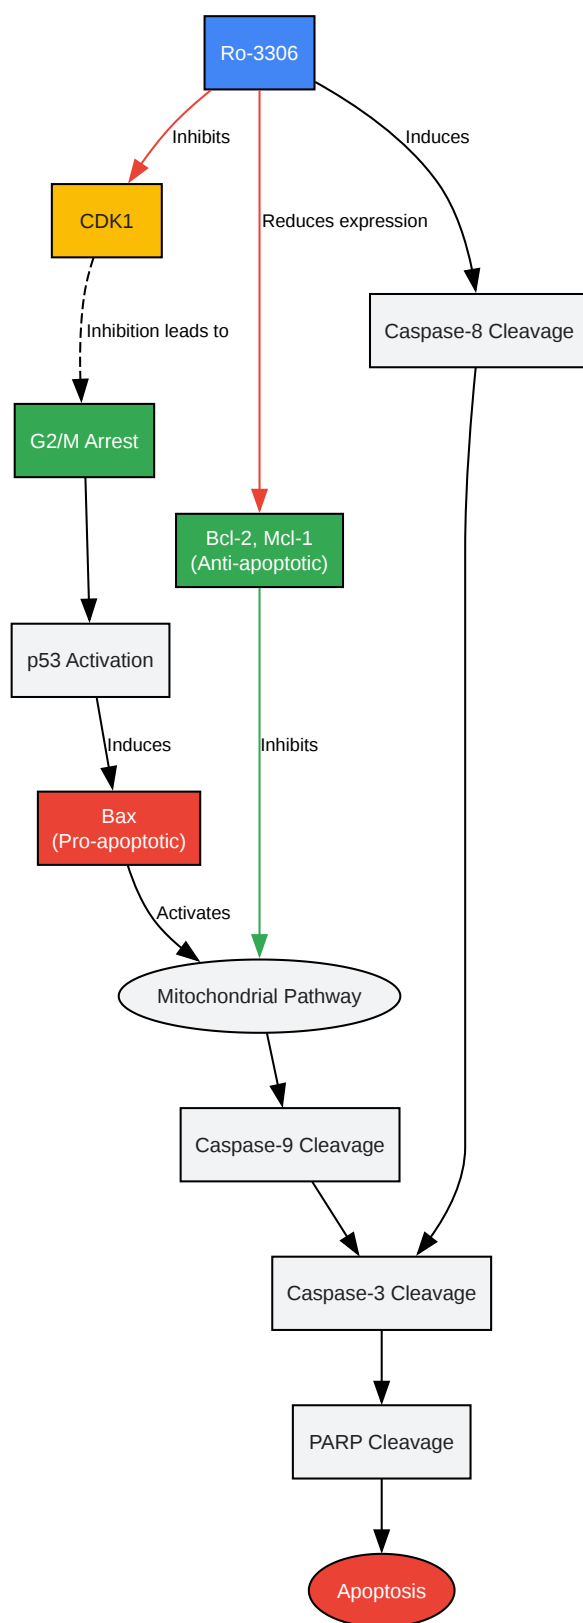 Ro-3306
Inhibits
Induces
CDK1
Reduces expression
Inhibition leads to
Caspase-8 Cleavage
G2/M Arrest
Bcl-2, Mcl-1
(Anti-apoptotic)
p53 Activation
Induces
Inhibits
Bax
(Pro-apoptotic)
Activates
Mitochondrial Pathway
Caspase-9 Cleavage
Caspase-3 Cleavage
PARP Cleavage
Apoptosis